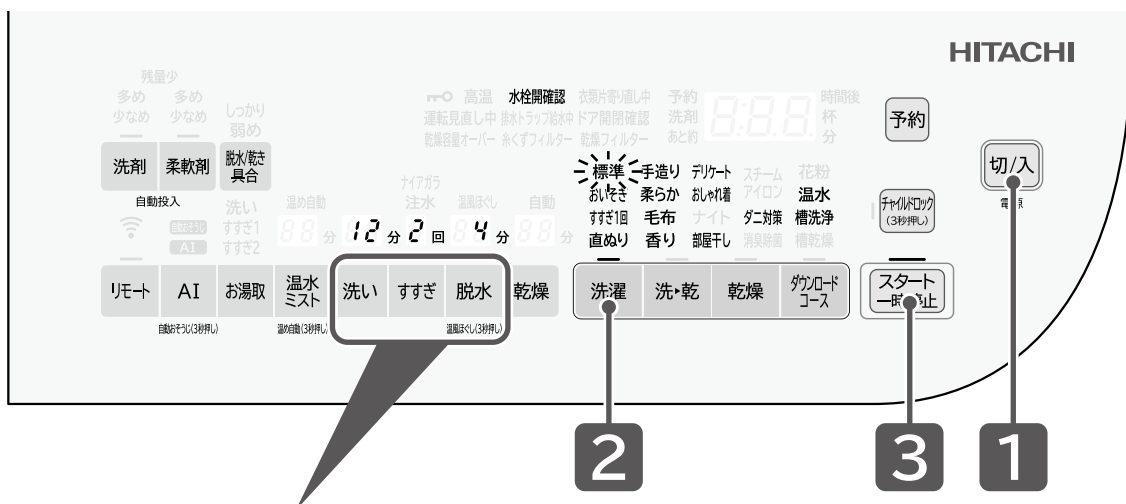 HITACHI
残量少
多め 多め
少なめ 少なめ
しっかり
弱め
高温 水栓開確認 衣類片寄り直し中
運転見直し中 排水トラップ給水中 ドア開閉確認
乾燥容量オーバー 糸くずフィルター 乾燥フィルター
予約
洗剤
あと約
8:88
時間後
杯
分
予約
切/入
電源
チャイルドロック
(3秒押し)
洗剤 柔軟剤 脱水/乾き具合
自動投入
標準 手造り デリケート スチーム 花粉
おいそぎ 柔らか おしゃれ着 アイロン 温水
すすぎ1回 毛布 ナイト ダニ対策 槽洗浄
直ぬり 香り 部屋干し 消臭除菌 槽乾燥
自動おそうじ
AI
洗い
すすぎ1
すすぎ2
温め自動
88 分
12 分
ナイアガラ
注水
2 回
温風ほぐし
4 分
自動
88 分
リモート AI お湯取 温水ミスト 洗い すすぎ 脱水 乾燥
自動おそうじ(3秒押し) 温め自動(3秒押し) 温風ほぐし(3秒押し)
洗濯 洗・乾 乾燥 ダウンロードコース
スタート
一時停止
2 3 1